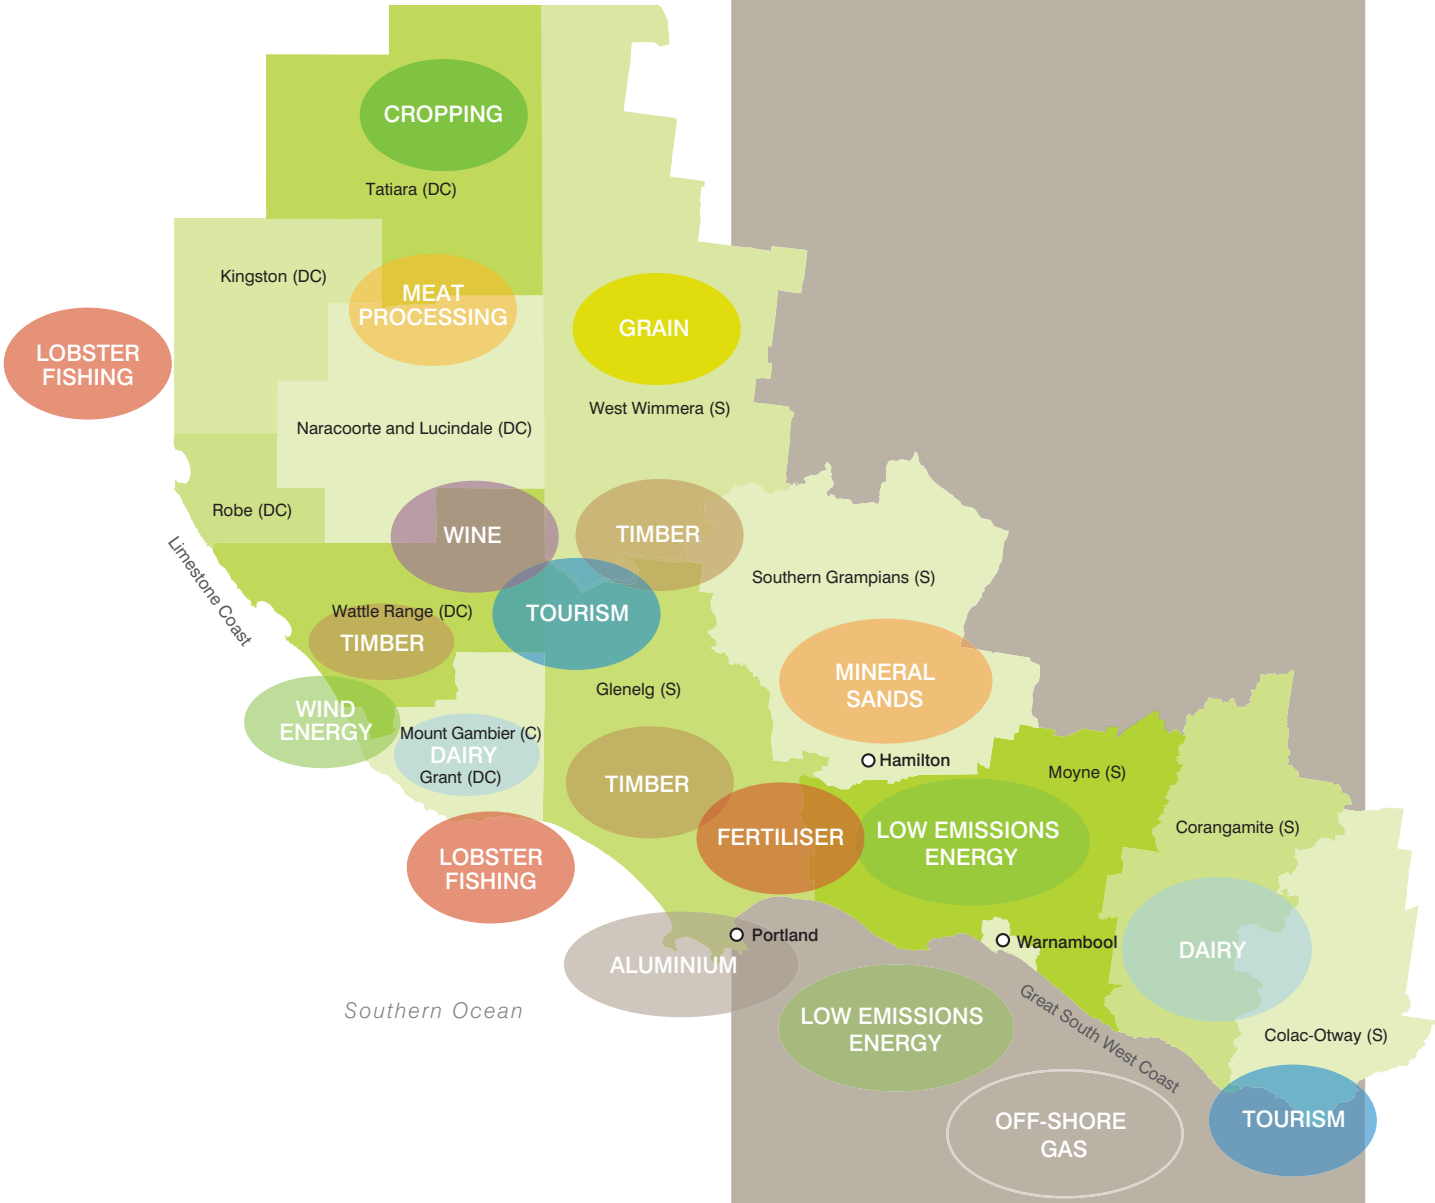 CROPPING
Tatiara (DC)
Kingston (DC)
MEAT
PROCESSING
GRAIN
LOBSTER
FISHING
West Wimmera (S)
Naracoorte and Lucindale (DC)
Robe (DC)
WINE
TIMBER
Limestone Coast
Southern Grampians (S)
Wattle Range (DC)
TIMBER
TOURISM
Glenelg (S)
MINERAL
SANDS
WIND
ENERGY
Mount Gambier (C)
DAIRY
Grant (DC)
Hamilton
Moyne (S)
TIMBER
FERTILISER
LOW EMISSIONS
ENERGY
Corangamite (S)
LOBSTER
FISHING
Portland
Warnambool
DAIRY
ALUMINIUM
Southern Ocean
LOW EMISSIONS
ENERGY
Great South West Coast
Colac-Otway (S)
OFF-SHORE
GAS
TOURISM